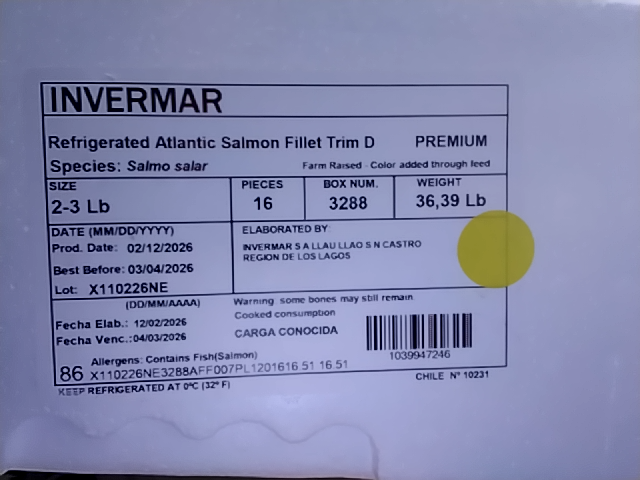 INVERMAR
Refrigerated Atlantic Salmon Fillet Trim D PREMIUM
Species: Salmo salar Farm Raised - Color added through feed
SIZE PIECES BOX NUM. WEIGHT
2-3 Lb 16 3288 36,39 Lb
DATE (MM/DD/YYYY) ELABORATED BY:
Prod. Date: 02/12/2026 INVERMAR S A LLAU LLAO S N CASTRO
REGION DE LOS LAGOS
Best Before: 03/04/2026
Lot: X110226NE
(DD/MM/AAAA) Warning: some bones may still remain
Cooked consumption
Fecha Elab.: 12/02/2026
Fecha Venc.:04/03/2026 CARGA CONOCIDA
1039947246
Allergens: Contains Fish(Salmon)
86 X110226NE3288AFF007PL1201616 51 16.51
CHILE N° 10231
KEEP REFRIGERATED AT 0ºC (32º F)